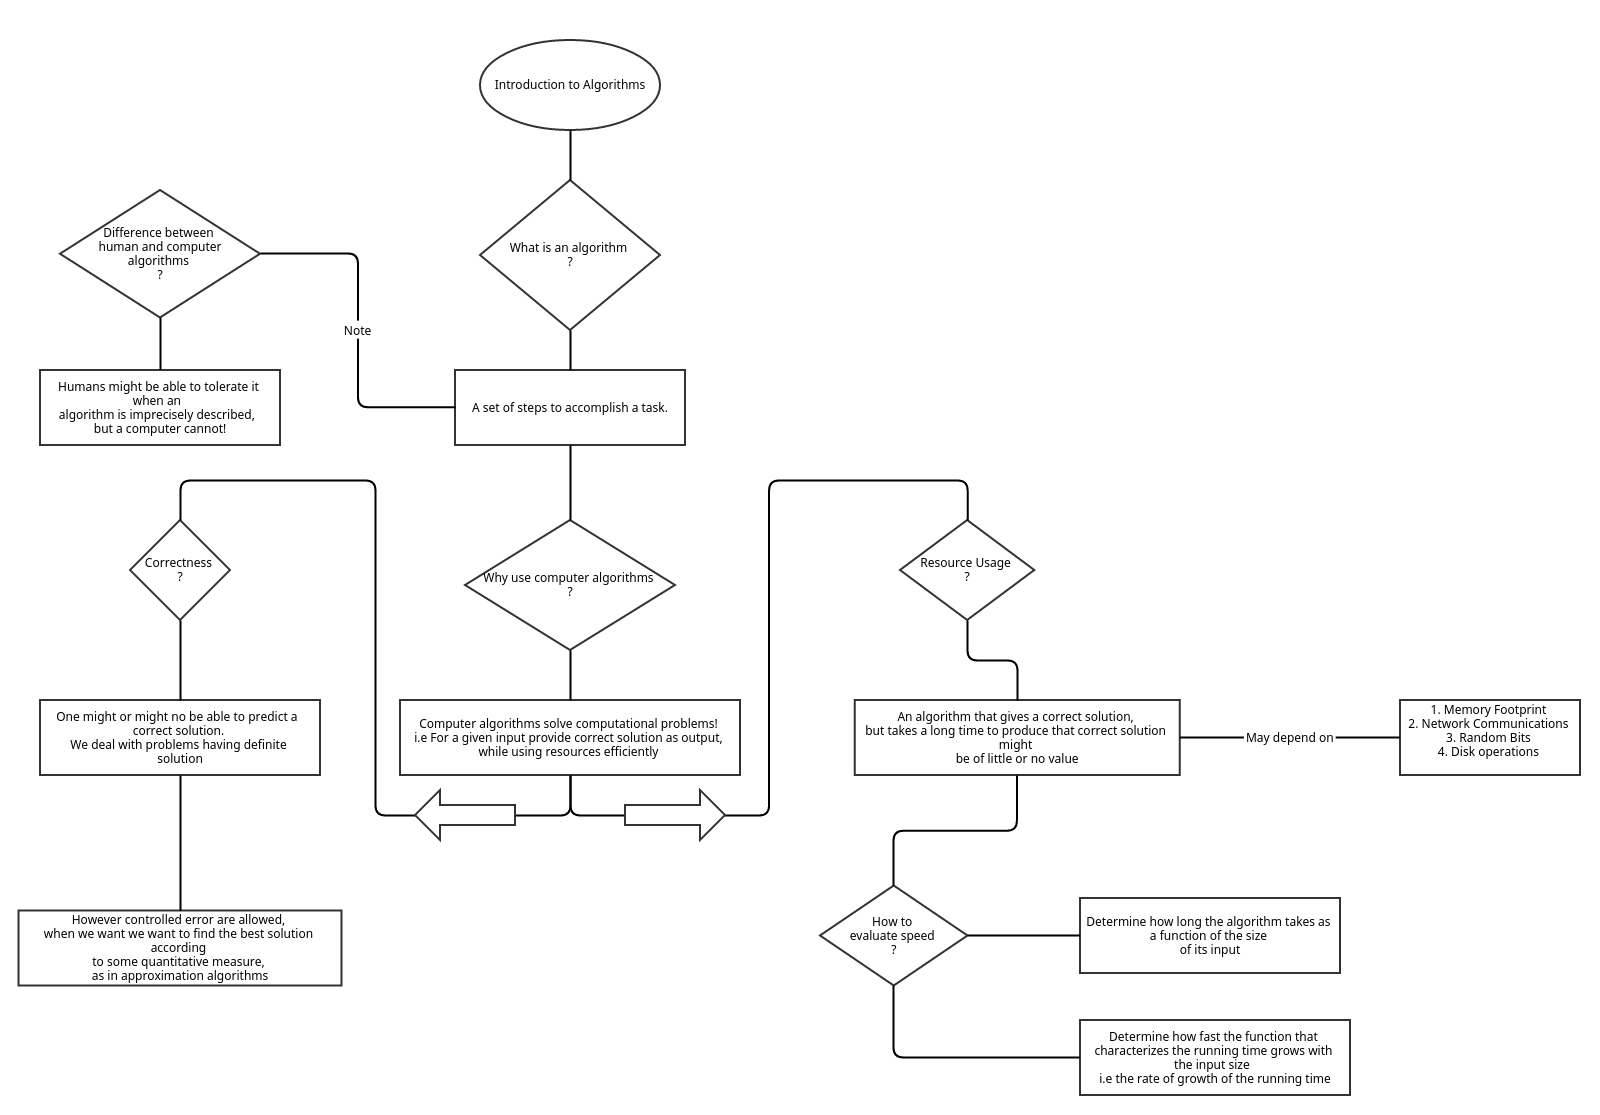 Introduction to Algorithms
What is an algorithm
?
Difference between
human and computer
algorithms
?
Note
Humans might be able to tolerate it
when an
algorithm is imprecisely described,
but a computer cannot!
A set of steps to accomplish a task.
Correctness
?
Why use computer algorithms
?
Resource Usage
?
One might or might no be able to predict a
correct solution.
We deal with problems having definite
solution
Computer algorithms solve computational problems!
i.e For a given input provide correct solution as output,
while using resources efficiently
An algorithm that gives a correct solution,
but takes a long time to produce that correct solution
might
be of little or no value
May depend on
1. Memory Footprint
2. Network Communications
3. Random Bits
4. Disk operations
However controlled error are allowed,
when we want we want to find the best solution
according
to some quantitative measure,
as in approximation algorithms
How to
evaluate speed
?
Determine how long the algorithm takes as
a function of the size
of its input
Determine how fast the function that
characterizes the running time grows with
the input size
i.e the rate of growth of the running time